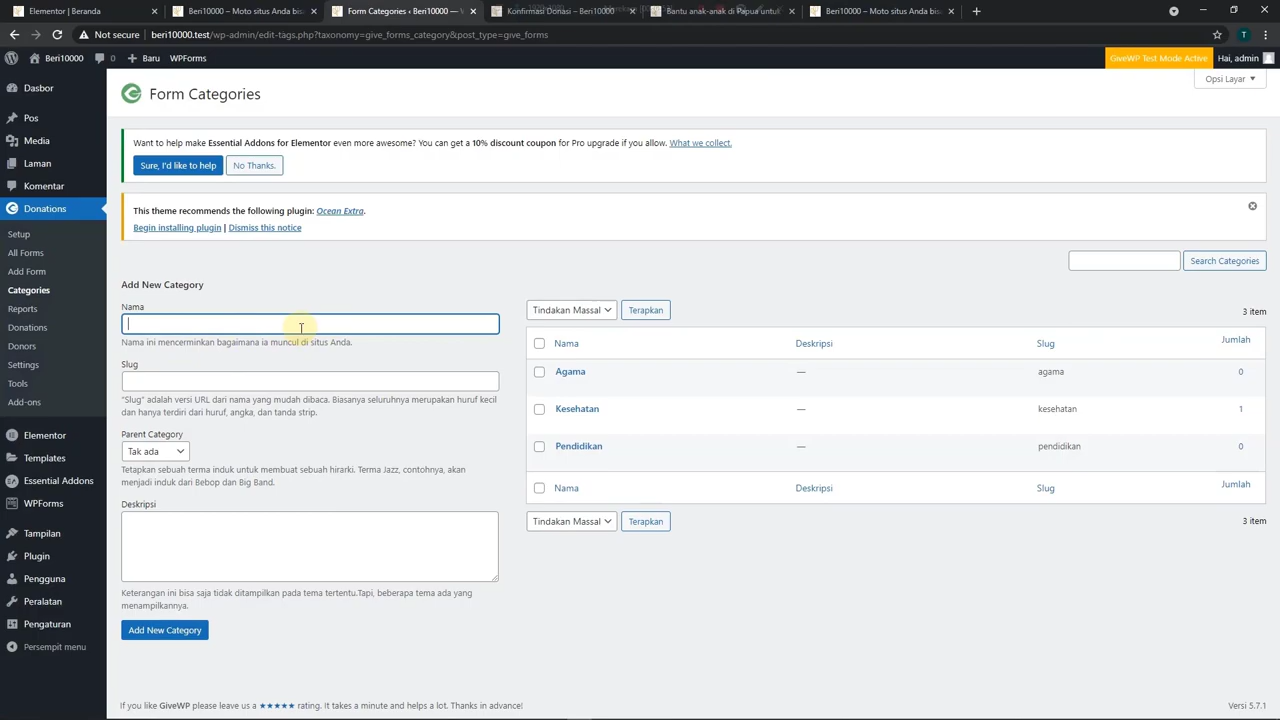 Elementor | Beranda
Beri10000 – Moto situs Anda bis
Form Categories ‹ Beri10000 —
Konfirmasi Donasi – Beri10000
Bantu anak-anak di Papua untuk
Beri10000 – Moto situs Anda bis
Not secure | beri10000.test/wp-admin/edit-tags.php?taxonomy=give_forms_category&post_type=give_forms
T
Beri10000
0
Baru
WPForms
GiveWP Test Mode Active
Hai, admin
Dasbor
Pos
Media
Laman
Komentar
Donations
Setup
All Forms
Add Form
Categories
Reports
Donations
Donors
Settings
Tools
Add-ons
Elementor
Templates
Essential Addons
WPForms
Tampilan
Plugin
Pengguna
Peralatan
Pengaturan
Persempit menu
Form Categories
Opsi Layar
Want to help make Essential Addons for Elementor even more awesome? You can get a 10% discount coupon for Pro upgrade if you allow. What we collect.
Sure, I'd like to help
No Thanks.
This theme recommends the following plugin: Ocean Extra.
Begin installing plugin | Dismiss this notice
Search Categories
Add New Category
Nama
Nama ini mencerminkan bagaimana ia muncul di situs Anda.
Slug
"Slug" adalah versi URL dari nama yang mudah dibaca. Biasanya seluruhnya merupakan huruf kecil
dan hanya terdiri dari huruf, angka, dan tanda strip.
Parent Category
Tak ada
Tetapkan sebuah terma induk untuk membuat sebuah hirarki. Terma Jazz, contohnya, akan
menjadi induk dari Bebop dan Big Band.
Deskripsi
Keterangan ini bisa saja tidak ditampilkan pada tema tertentu.Tapi, beberapa tema ada yang
menampilkannya.
Add New Category
Tindakan Massal
Terapkan
3 item
Nama Deskripsi Slug Jumlah
Agama — agama 0
Kesehatan — kesehatan 1
Pendidikan — pendidikan 0
Nama Deskripsi Slug Jumlah
Tindakan Massal
Terapkan
3 item
If you like GiveWP please leave us a ★★★★★ rating. It takes a minute and helps a lot. Thanks in advance!
Versi 5.7.1